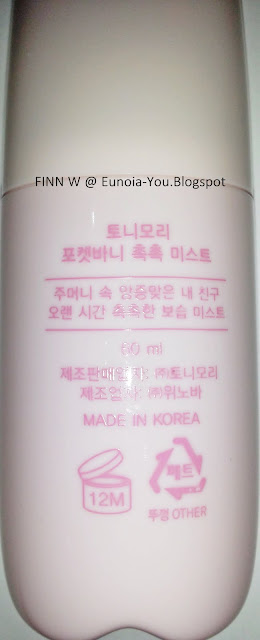 FINN W @ Eunoia-You.Blogspot
토니모리
포켓바니 촉촉 미스트
주머니 속 앙증맞은 내 친구
오랜 시간 촉촉한 보습 미스트
60 ml
제조판매업자: ㈜토니모리
제조업자: ㈜위노바
MADE IN KOREA
12M
페트
투명 OTHER